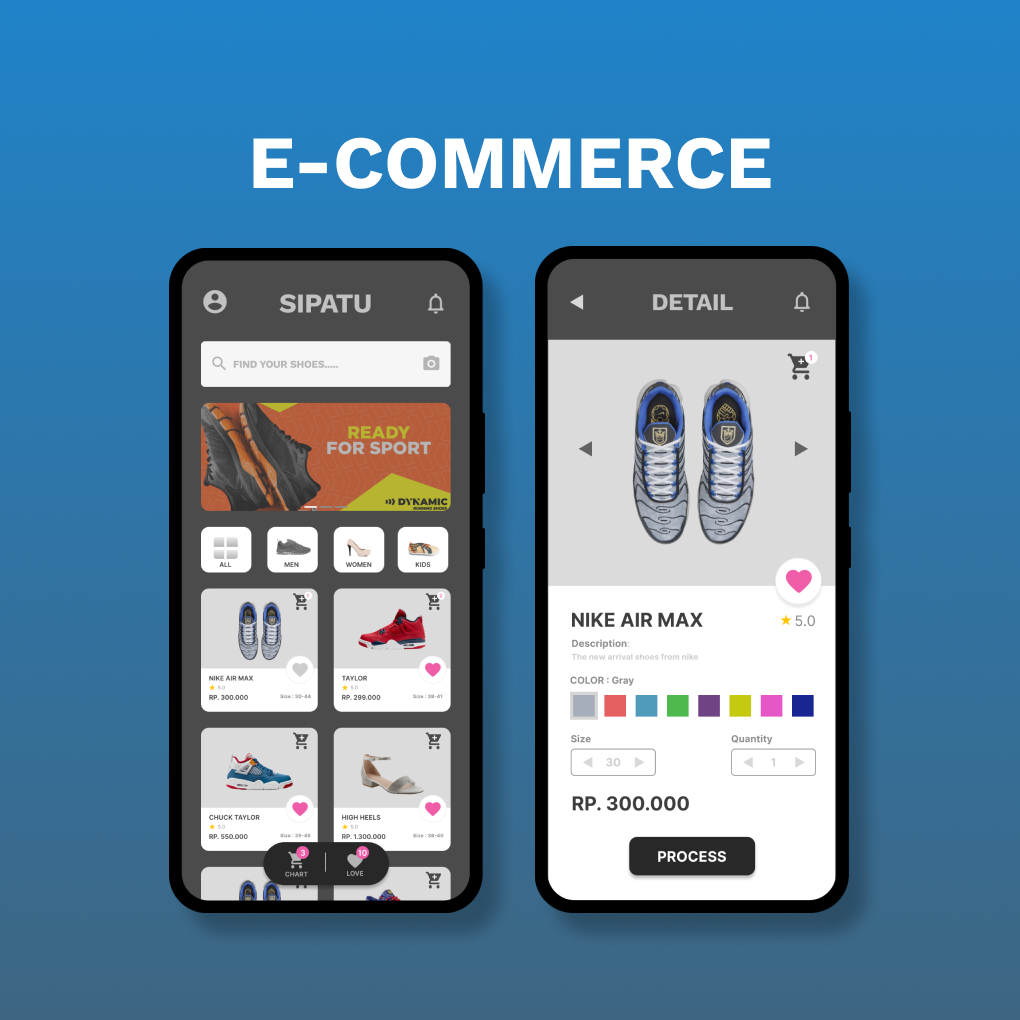 E-COMMERCE
SIPATU
FIND YOUR SHOES.....
READY
FOR SPORT
DYNAMIC
RUNNING SHOES
ALL
MEN
WOMEN
KIDS
NIKE AIR MAX
5.0
RP. 300.000
Size : 30-44
TAYLOR
5.0
RP. 299.000
Size : 38-41
CHUCK TAYLOR
5.0
RP. 550.000
Size : 35-45
HIGH HEELS
5.0
RP. 1.300.000
Size : 38-40
3
CHART
10
LOVE
DETAIL
1
NIKE AIR MAX
5.0
Description:
The new arrival shoes from nike
COLOR : Gray
Size
Quantity
30
1
RP. 300.000
PROCESS